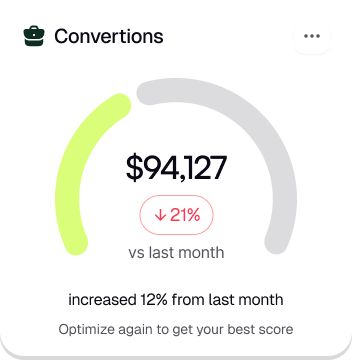 Convertions
$94,127
↓ 21%
vs last month
increased 12% from last month
Optimize again to get your best score